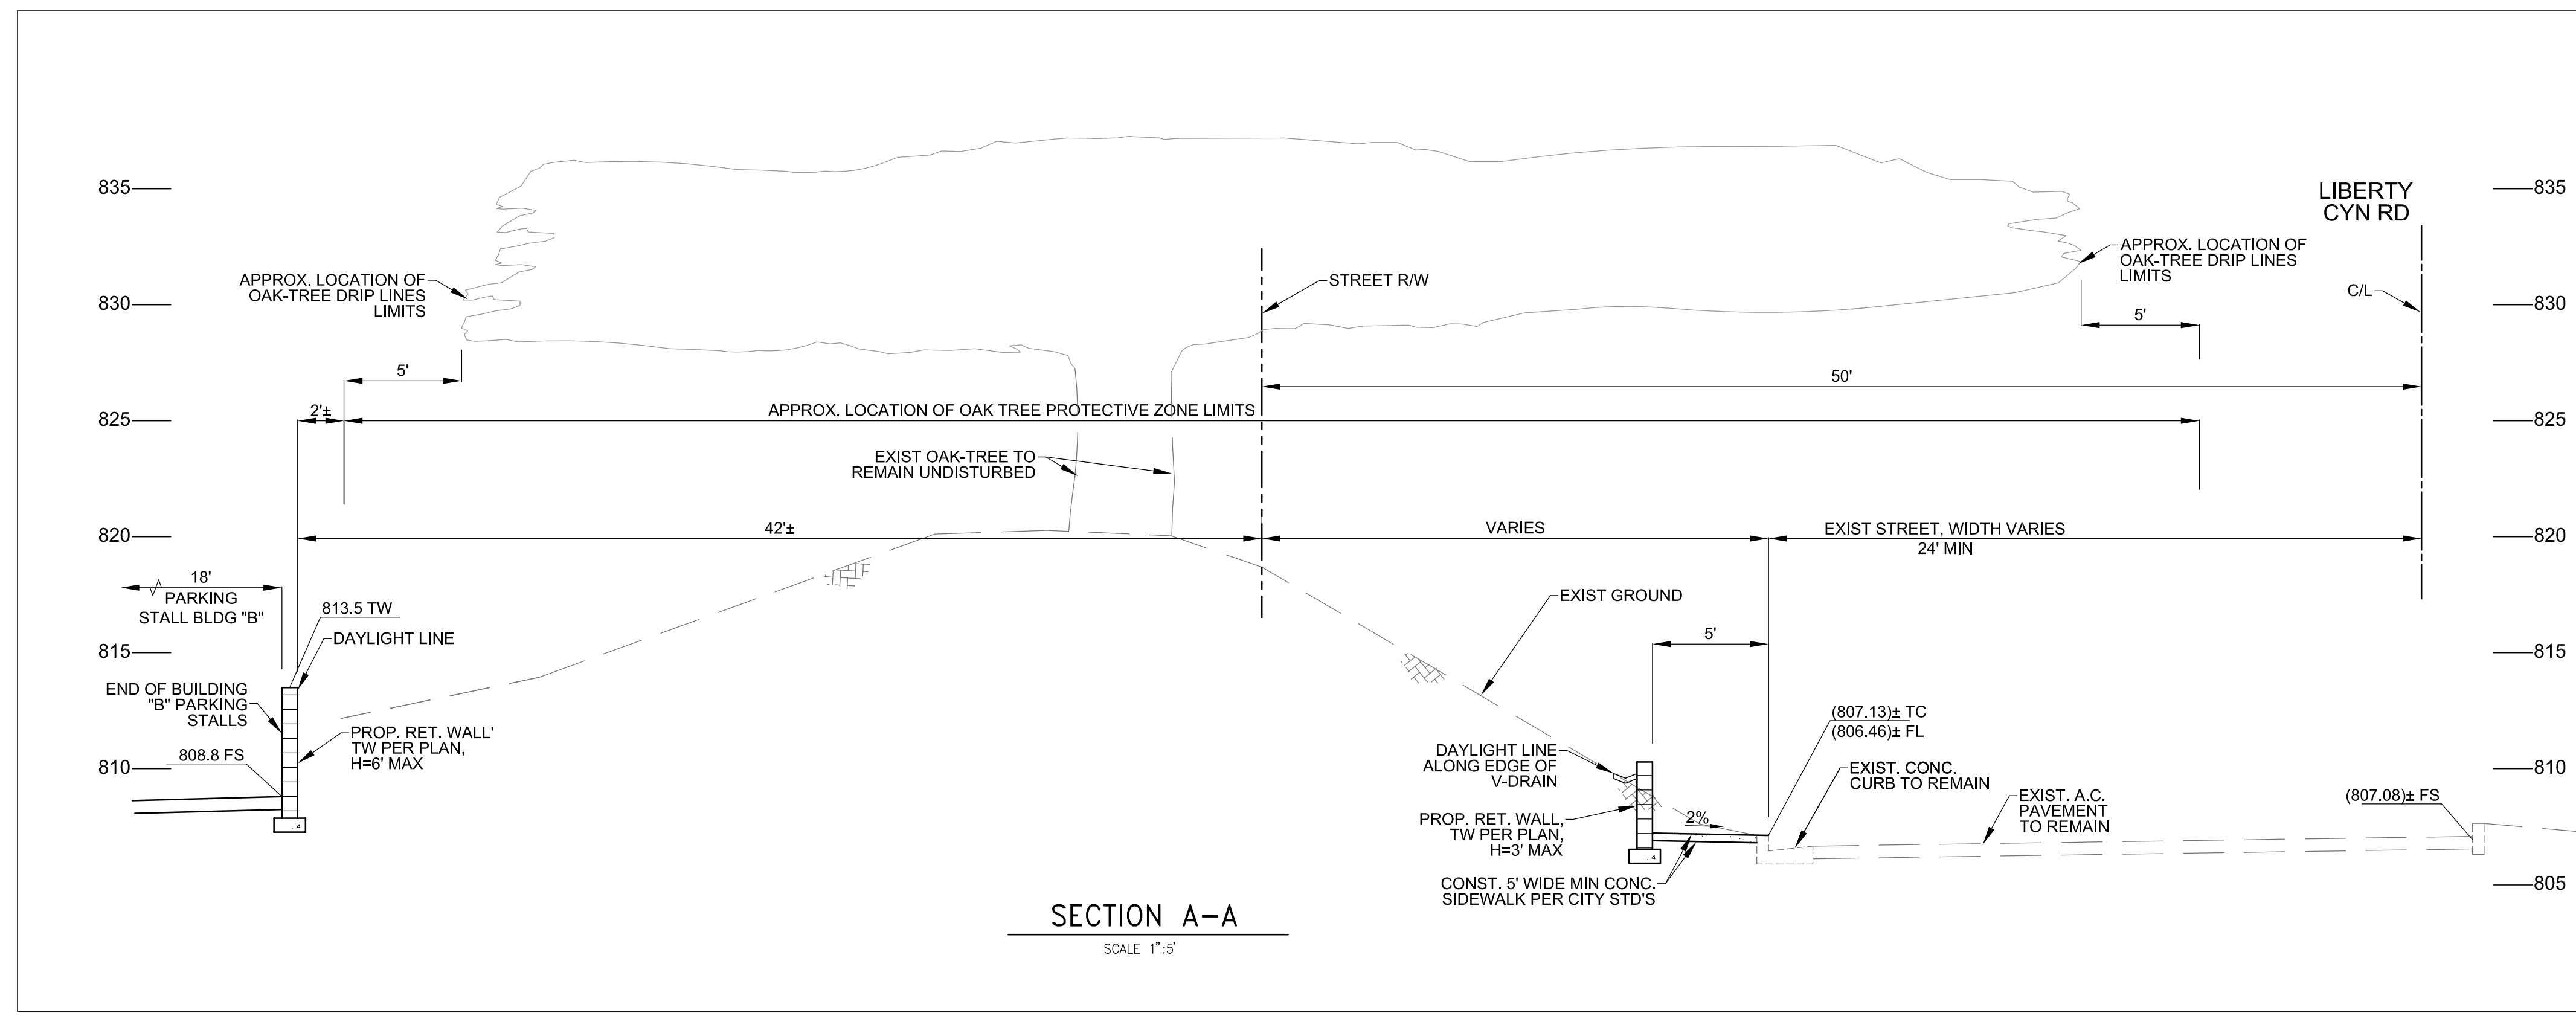 835
835
LIBERTY
CYN RD
APPROX. LOCATION OF
OAK-TREE DRIP LINES
LIMITS
APPROX. LOCATION OF
OAK-TREE DRIP LINES
LIMITS
STREET R/W
C/L
830
830
5'
5'
50'
2'±
APPROX. LOCATION OF OAK TREE PROTECTIVE ZONE LIMITS
825
825
EXIST OAK-TREE TO
REMAIN UNDISTURBED
820
42'±
VARIES
EXIST STREET, WIDTH VARIES
24' MIN
820
18'
PARKING
STALL BLDG "B"
813.5 TW
DAYLIGHT LINE
EXIST GROUND
815
5'
815
END OF BUILDING
"B" PARKING
STALLS
PROP. RET. WALL'
TW PER PLAN,
H=6' MAX
808.8 FS
810
(807.13)± TC
(806.46)± FL
DAYLIGHT LINE
ALONG EDGE OF
V-DRAIN
EXIST. CONC.
CURB TO REMAIN
810
PROP. RET. WALL,
TW PER PLAN,
H=3' MAX
2%
EXIST. A.C.
PAVEMENT
TO REMAIN
(807.08)± FS
CONST. 5' WIDE MIN CONC.
SIDEWALK PER CITY STD'S
805
SECTION A-A
SCALE 1":5'